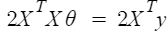 2X^T Xθ = 2X^T y